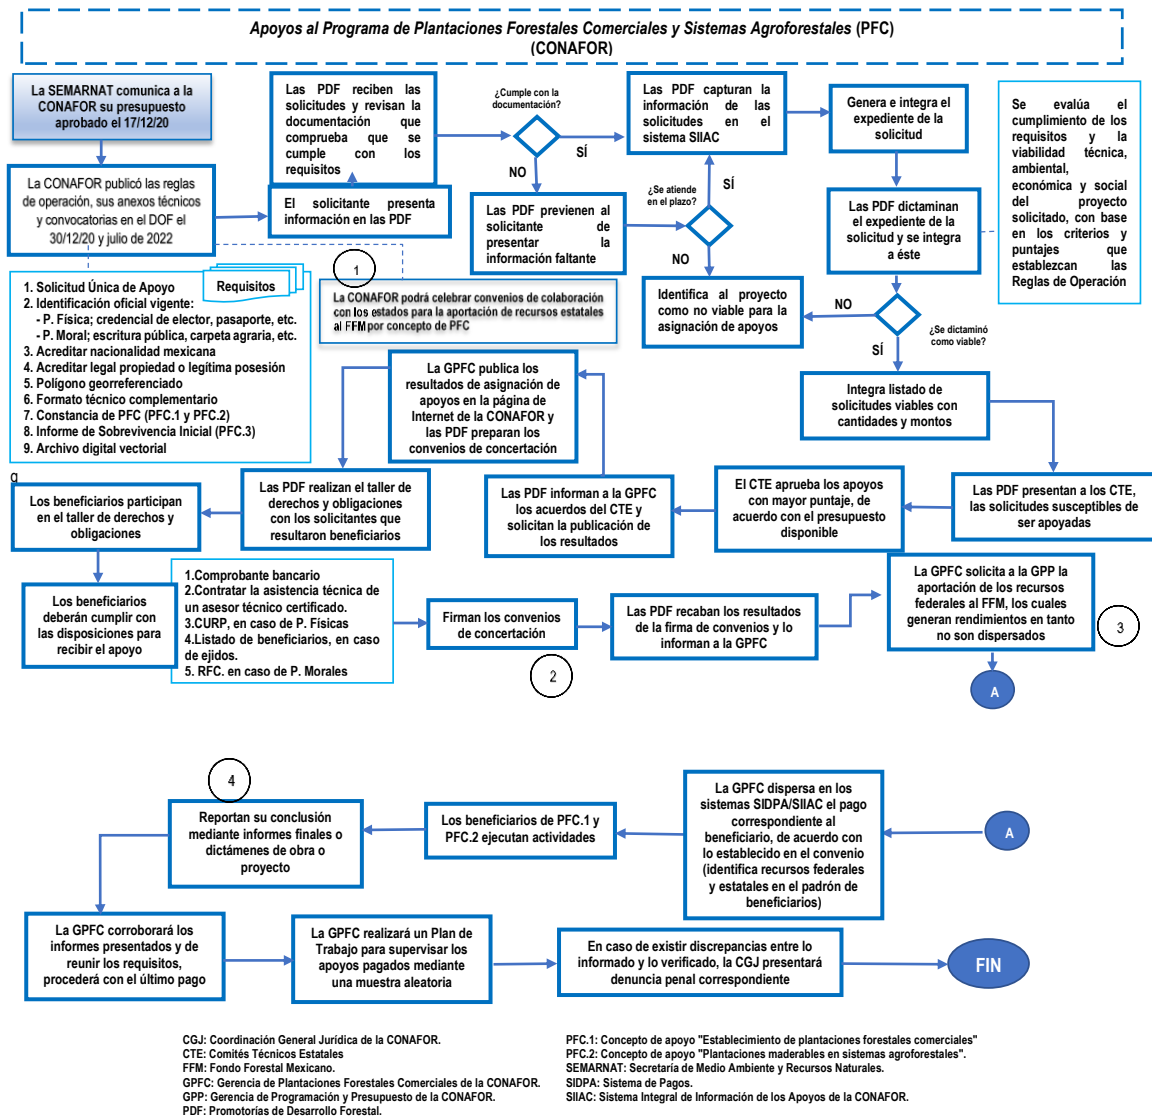 Apoyos al Programa de Plantaciones Forestales Comerciales y Sistemas Agroforestales (PFC)
(CONAFOR)
La SEMARNAT comunica a la
CONAFOR su presupuesto
aprobado el 17/12/20
Las PDF reciben las
solicitudes y revisan la
documentación que
comprueba que se
cumple con los
requisitos
¿Cumple con la
documentación?
SÍ
NO
Las PDF capturan la
información de las
solicitudes en el
sistema SIIAC
Genera e integra el
expediente de la
solicitud
Se evalúa el
cumplimiento de los
requisitos y la
viabilidad técnica,
ambiental,
económica y social
del proyecto
solicitado, con base
en los criterios y
puntajes que
establezcan las
Reglas de Operación
La CONAFOR publicó las reglas
de operación, sus anexos técnicos
y convocatorias en el DOF el
30/12/20 y julio de 2022
El solicitante presenta
información en las PDF
Las PDF previenen al
solicitante de
presentar la
información faltante
¿Se atiende
en el plazo?
SÍ
NO
Las PDF dictaminan
el expediente de la
solicitud y se integra
a éste
Requisitos
1. Solicitud Única de Apoyo
2. Identificación oficial vigente:
- P. Física; credencial de elector, pasaporte, etc.
- P. Moral; escritura pública, carpeta agraria, etc.
3. Acreditar nacionalidad mexicana
4. Acreditar legal propiedad o legítima posesión
5. Polígono georreferenciado
6. Formato técnico complementario
7. Constancia de PFC (PFC.1 y PFC.2)
8. Informe de Sobrevivencia Inicial (PFC.3)
9. Archivo digital vectorial
g
1
La CONAFOR podrá celebrar convenios de colaboración
con los estados para la aportación de recursos estatales
al FFM por concepto de PFC
Identifica al proyecto
como no viable para la
asignación de apoyos
NO
¿Se dictaminó
como viable?
SÍ
Integra listado de
solicitudes viables con
cantidades y montos
La GPFC publica los
resultados de asignación de
apoyos en la página de
Internet de la CONAFOR y
las PDF preparan los
convenios de concertación
Los beneficiarios participan
en el taller de derechos y
obligaciones
Las PDF realizan el taller de
derechos y obligaciones
con los solicitantes que
resultaron beneficiarios
Las PDF informan a la GPFC
los acuerdos del CTE y
solicitan la publicación de
los resultados
El CTE aprueba los apoyos
con mayor puntaje, de
acuerdo con el presupuesto
disponible
Las PDF presentan a los CTE,
las solicitudes susceptibles de
ser apoyadas
Los beneficiarios
deberán cumplir con
las disposiciones para
recibir el apoyo
1.Comprobante bancario
2.Contratar la asistencia técnica de
un asesor técnico certificado.
3.CURP, en caso de P. Físicas
4.Listado de beneficiarios, en caso
de ejidos.
5. RFC. en caso de P. Morales
Firman los convenios
de concertación
2
Las PDF recaban los resultados
de la firma de convenios y lo
informan a la GPFC
La GPFC solicita a la GPP la
aportación de los recursos
federales al FFM, los cuales
generan rendimientos en tanto
no son dispersados
3
A
4
Reportan su conclusión
mediante informes finales o
dictámenes de obra o
proyecto
Los beneficiarios de PFC.1 y
PFC.2 ejecutan actividades
La GPFC dispersa en los
sistemas SIDPA/SIIAC el pago
correspondiente al
beneficiario, de acuerdo con
lo establecido en el convenio
(identifica recursos federales
y estatales en el padrón de
beneficiarios)
A
La GPFC corroborará los
informes presentados y de
reunir los requisitos,
procederá con el último pago
La GPFC realizará un Plan de
Trabajo para supervisar los
apoyos pagados mediante
una muestra aleatoria
En caso de existir discrepancias entre lo
informado y lo verificado, la CGJ presentará
denuncia penal correspondiente
FIN
CGJ: Coordinación General Jurídica de la CONAFOR.
CTE: Comités Técnicos Estatales
FFM: Fondo Forestal Mexicano.
GPFC: Gerencia de Plantaciones Forestales Comerciales de la CONAFOR.
GPP: Gerencia de Programación y Presupuesto de la CONAFOR.
PDF: Promotorías de Desarrollo Forestal.
PFC.1: Concepto de apoyo "Establecimiento de plantaciones forestales comerciales"
PFC.2: Concepto de apoyo "Plantaciones maderables en sistemas agroforestales".
SEMARNAT: Secretaría de Medio Ambiente y Recursos Naturales.
SIDPA: Sistema de Pagos.
SIIAC: Sistema Integral de Información de los Apoyos de la CONAFOR.